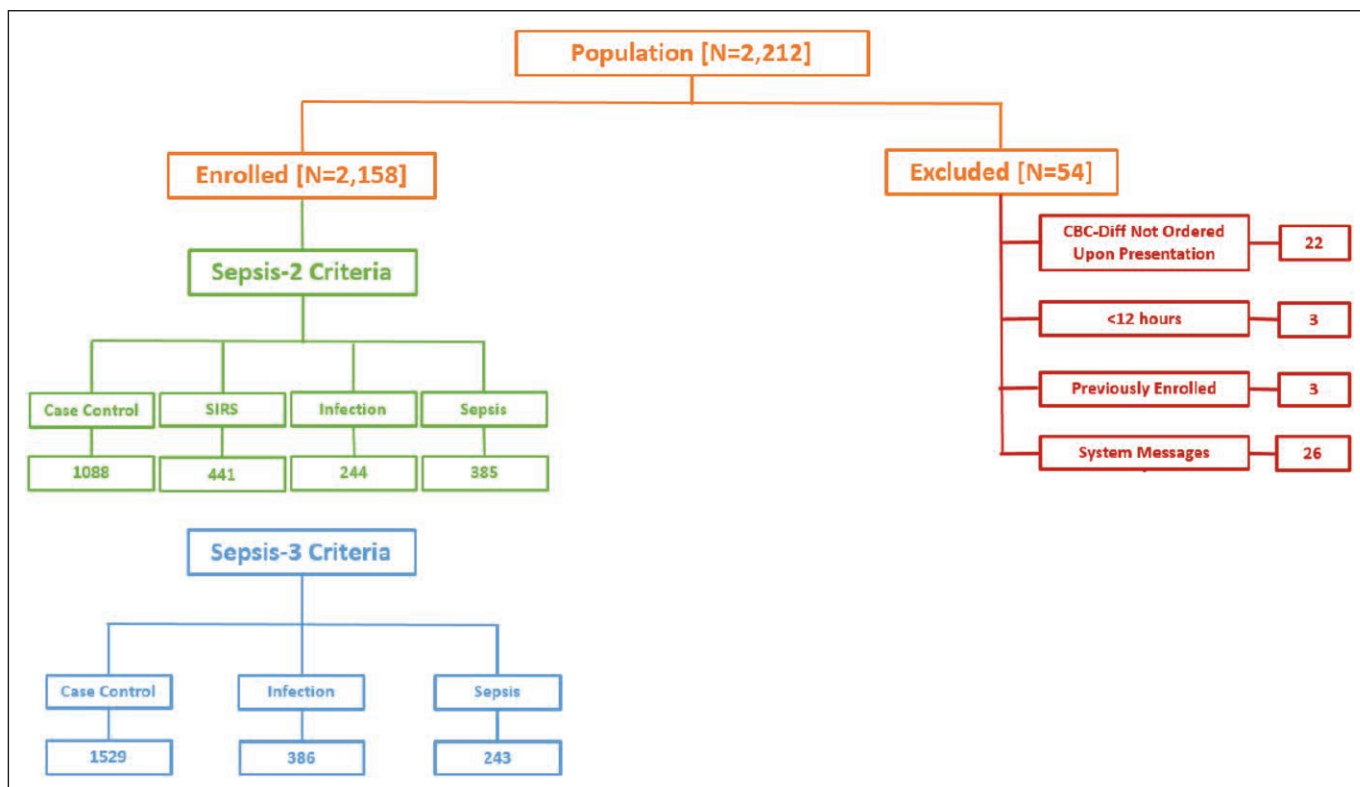 Population [N=2,212]
Enrolled [N=2,158]
Excluded [N=54]
CBC-Diff Not Ordered
Upon Presentation
22
<12 hours
3
Previously Enrolled
3
System Messages
26
Sepsis-2 Criteria
Case Control
SIRS
Infection
Sepsis
1088
441
244
385
Sepsis-3 Criteria
Case Control
Infection
Sepsis
1529
386
243